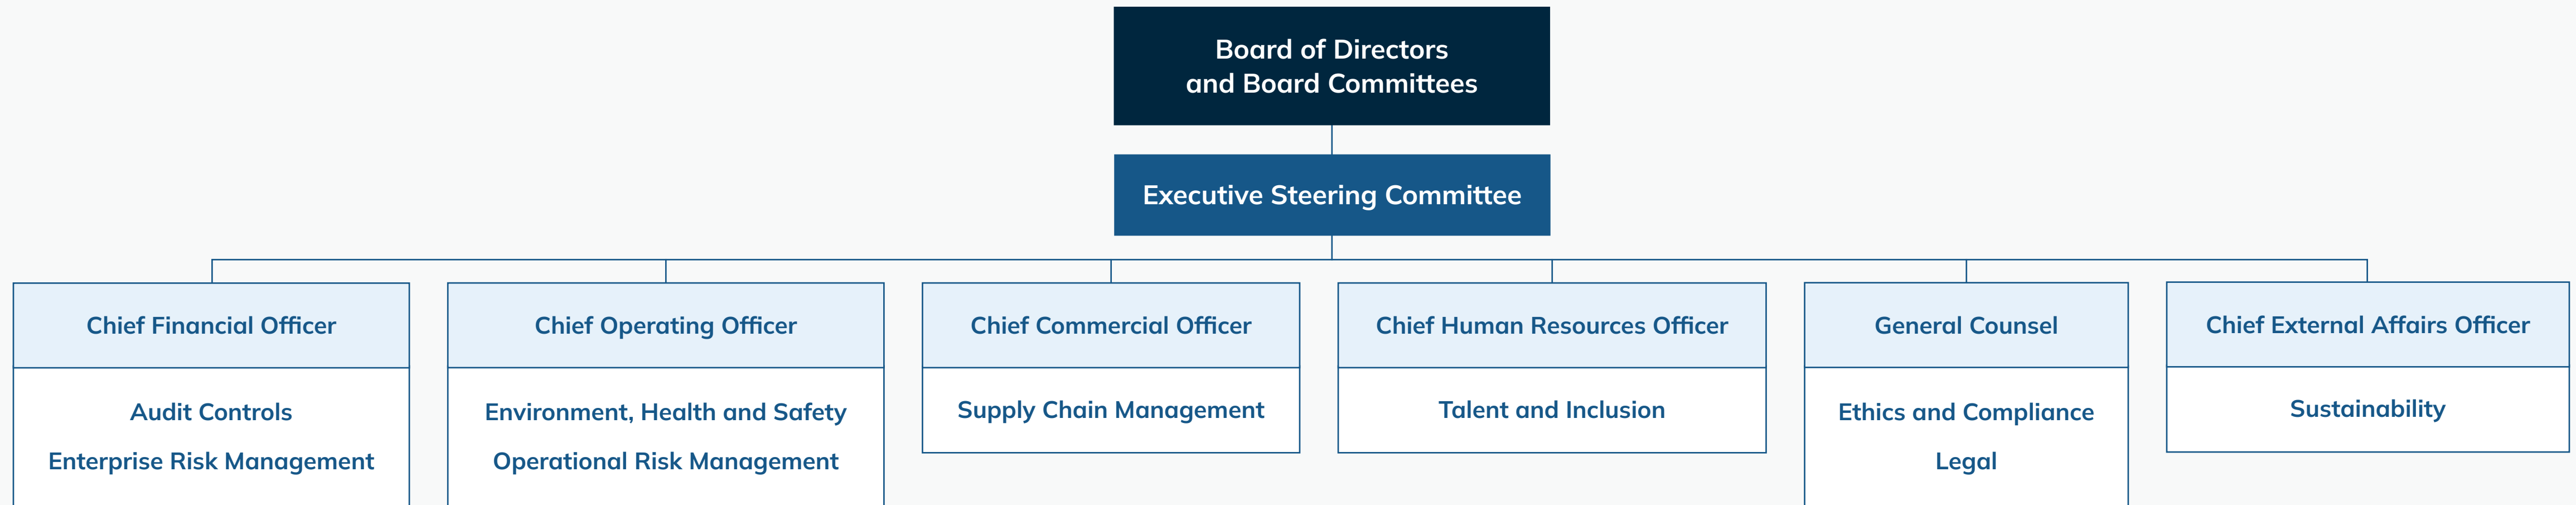 Board of Directors
and Board Committees
Executive Steering Committee
Chief Financial Officer
Audit Controls
Enterprise Risk Management
Chief Operating Officer
Environment, Health and Safety
Operational Risk Management
Chief Commercial Officer
Supply Chain Management
Chief Human Resources Officer
Talent and Inclusion
General Counsel
Ethics and Compliance
Legal
Chief External Affairs Officer
Sustainability